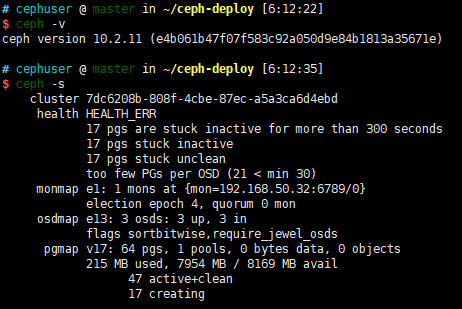 # cephuser @ master in ~/ceph-deploy [6:12:22]
$ ceph -v
ceph version 10.2.11 (e4b061b47f07f583c92a050d9e84b1813a35671e)
# cephuser @ master in ~/ceph-deploy [6:12:35]
$ ceph -s
cluster 7dc6208b-808f-4cbe-87ec-a5a3ca6d4ebd
health HEALTH_ERR
17 pgs are stuck inactive for more than 300 seconds
17 pgs stuck inactive
17 pgs stuck unclean
too few PGs per OSD (21 < min 30)
monmap e1: 1 mons at {mon=192.168.50.32:6789/0}
election epoch 4, quorum 0 mon
osdmap e13: 3 osds: 3 up, 3 in
flags sortbitwise,require_jewel_osds
pgmap v17: 64 pgs, 1 pools, 0 bytes data, 0 objects
215 MB used, 7954 MB / 8169 MB avail
47 active+clean
17 creating